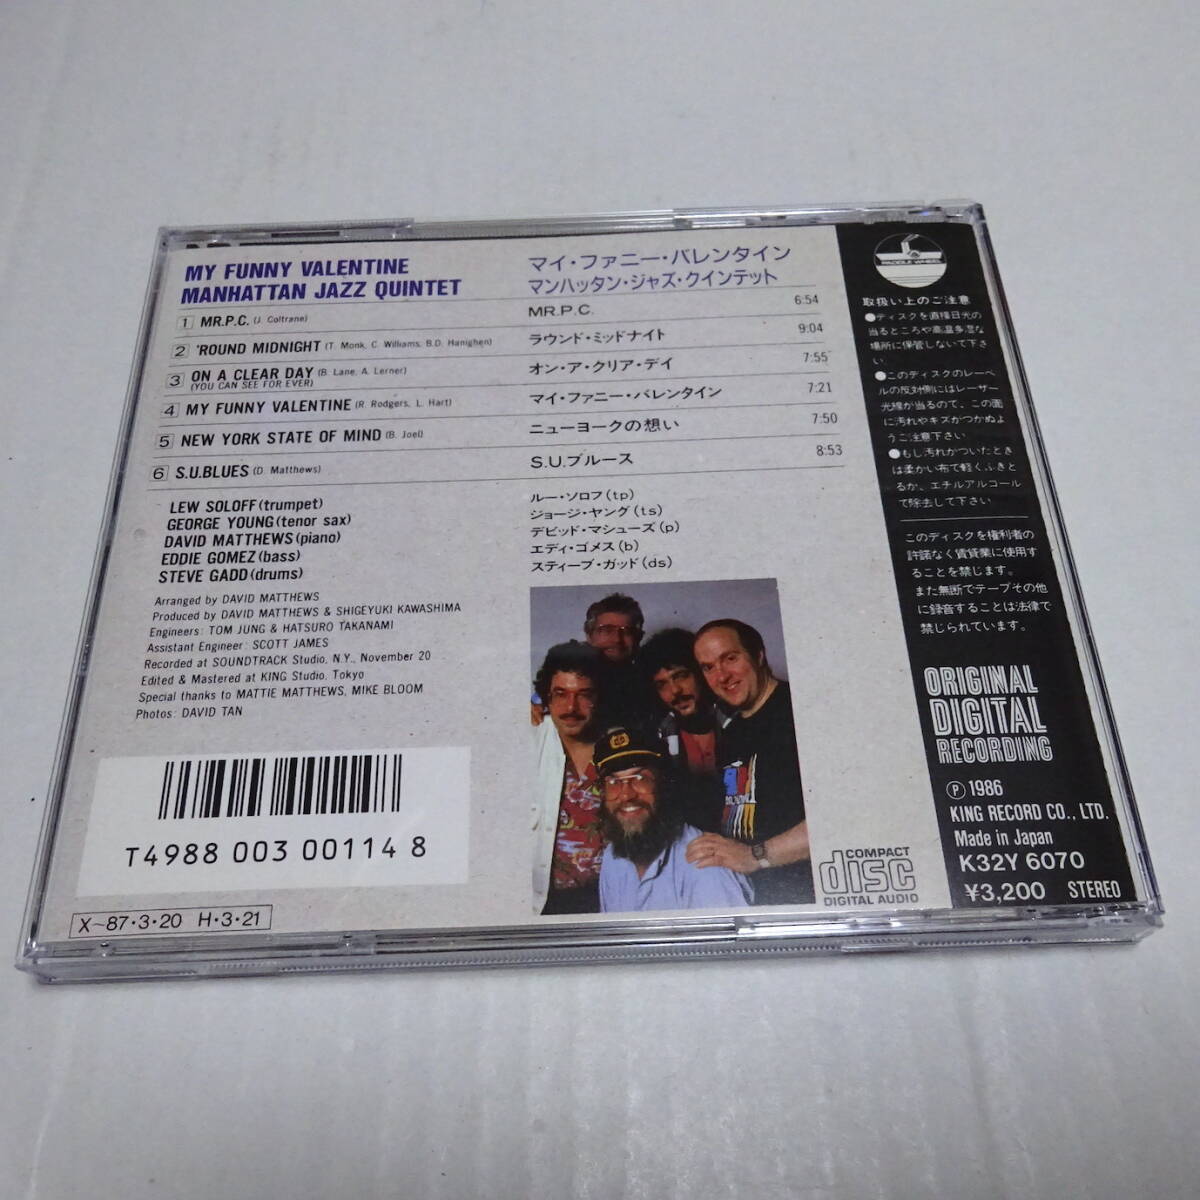 MY FUNNY VALENTINE
MANHATTAN JAZZ QUINTET
マイ・ファニー・バレンタイン
マンハッタン・ジャズ・クインテット
1 MR.P.C. (J. Coltrane) MR.P.C. 6:54
2 'ROUND MIDNIGHT (T. Monk, C. Williams, B.D. Hanighen) ラウンド・ミッドナイト 9:04
3 ON A CLEAR DAY (B. Lane, A. Lerner) オン・ア・クリア・デイ 7:55
(YOU CAN SEE FOR EVER)
4 MY FUNNY VALENTINE (R. Rodgers, L. Hart) マイ・ファニー・バレンタイン 7:21
5 NEW YORK STATE OF MIND (B. Joel) ニューヨークの想い 7:50
6 S.U.BLUES (D. Matthews) S.U.ブルース 8:53
LEW SOLOFF (trumpet) ルー・ソロフ(tp)
GEORGE YOUNG (tenor sax) ジョージ・ヤング(ts)
DAVID MATTHEWS (piano) デビッド・マシューズ(p)
EDDIE GOMEZ (bass) エディ・ゴメス(b)
STEVE GADD (drums) スティーブ・ガッド(ds)
Arranged by DAVID MATTHEWS
Produced by DAVID MATTHEWS & SHIGEYUKI KAWASHIMA
Engineers: TOM JUNG & HATSURO TAKANAMI
Assistant Engineer: SCOTT JAMES
Recorded at SOUNDTRACK Studio, N.Y., November 20
Edited & Mastered at KING Studio, Tokyo
Special thanks to MATTIE MATTHEWS, MIKE BLOOM
Photos: DAVID TAN
T4988 003 00114 8
X~87・3・20 H・3・21
COMPACT
disc
DIGITAL AUDIO
PADDLE WHEEL
取扱い上のご注意
●ディスクを直接日光の
当るところや高温多湿な
場所に保管しないで下さ
い
●このディスクのレーベ
ルの反対側にはレーザー
光線が当るので、この面
に汚れやキズがつかぬよ
うご注意下さい
●もし汚れがついたとき
は柔かい布で軽くふきと
るか、エチルアルコール
で除去して下さい
このディスクを権利者の
許諾なく賃貸業に使用す
ることを禁じます。
また無断でテープその他
に録音することは法律で
禁じられています。
ORIGINAL
DIGITAL
RECORDING
Ⓟ1986
KING RECORD CO., LTD.
Made in Japan
K32Y 6070
¥3,200 STEREO